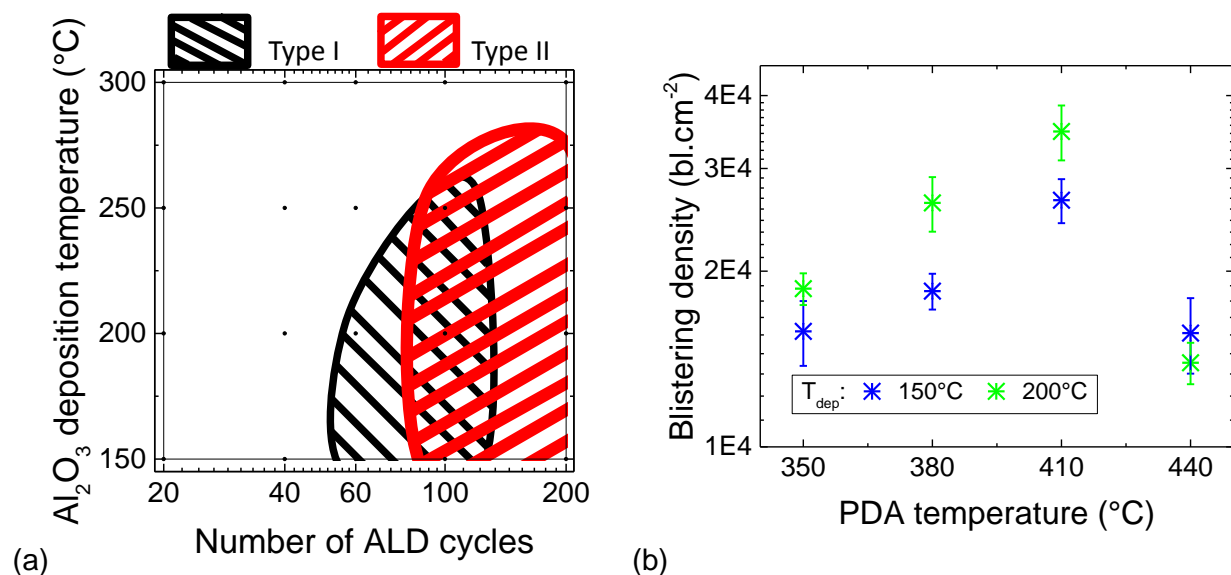 Type I
Type II
Al₂O₃ deposition temperature (°C)
300
250
200
150
20
40
60
100
200
Number of ALD cycles
(a)
Blistering density (bl.cm⁻²)
4E4
3E4
2E4
1E4
T_dep: 150°C 200°C
350
380
410
440
PDA temperature (°C)
(b)